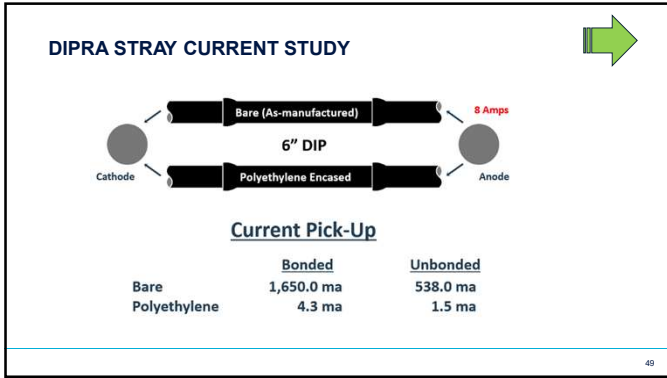 DIPRA STRAY CURRENT STUDY
Bare (As-manufactured)
8 Amps
6” DIP
Cathode
Polyethylene Encased
Anode
Current Pick-Up
Bonded Unbonded
Bare 1,650.0 ma 538.0 ma
Polyethylene 4.3 ma 1.5 ma
49